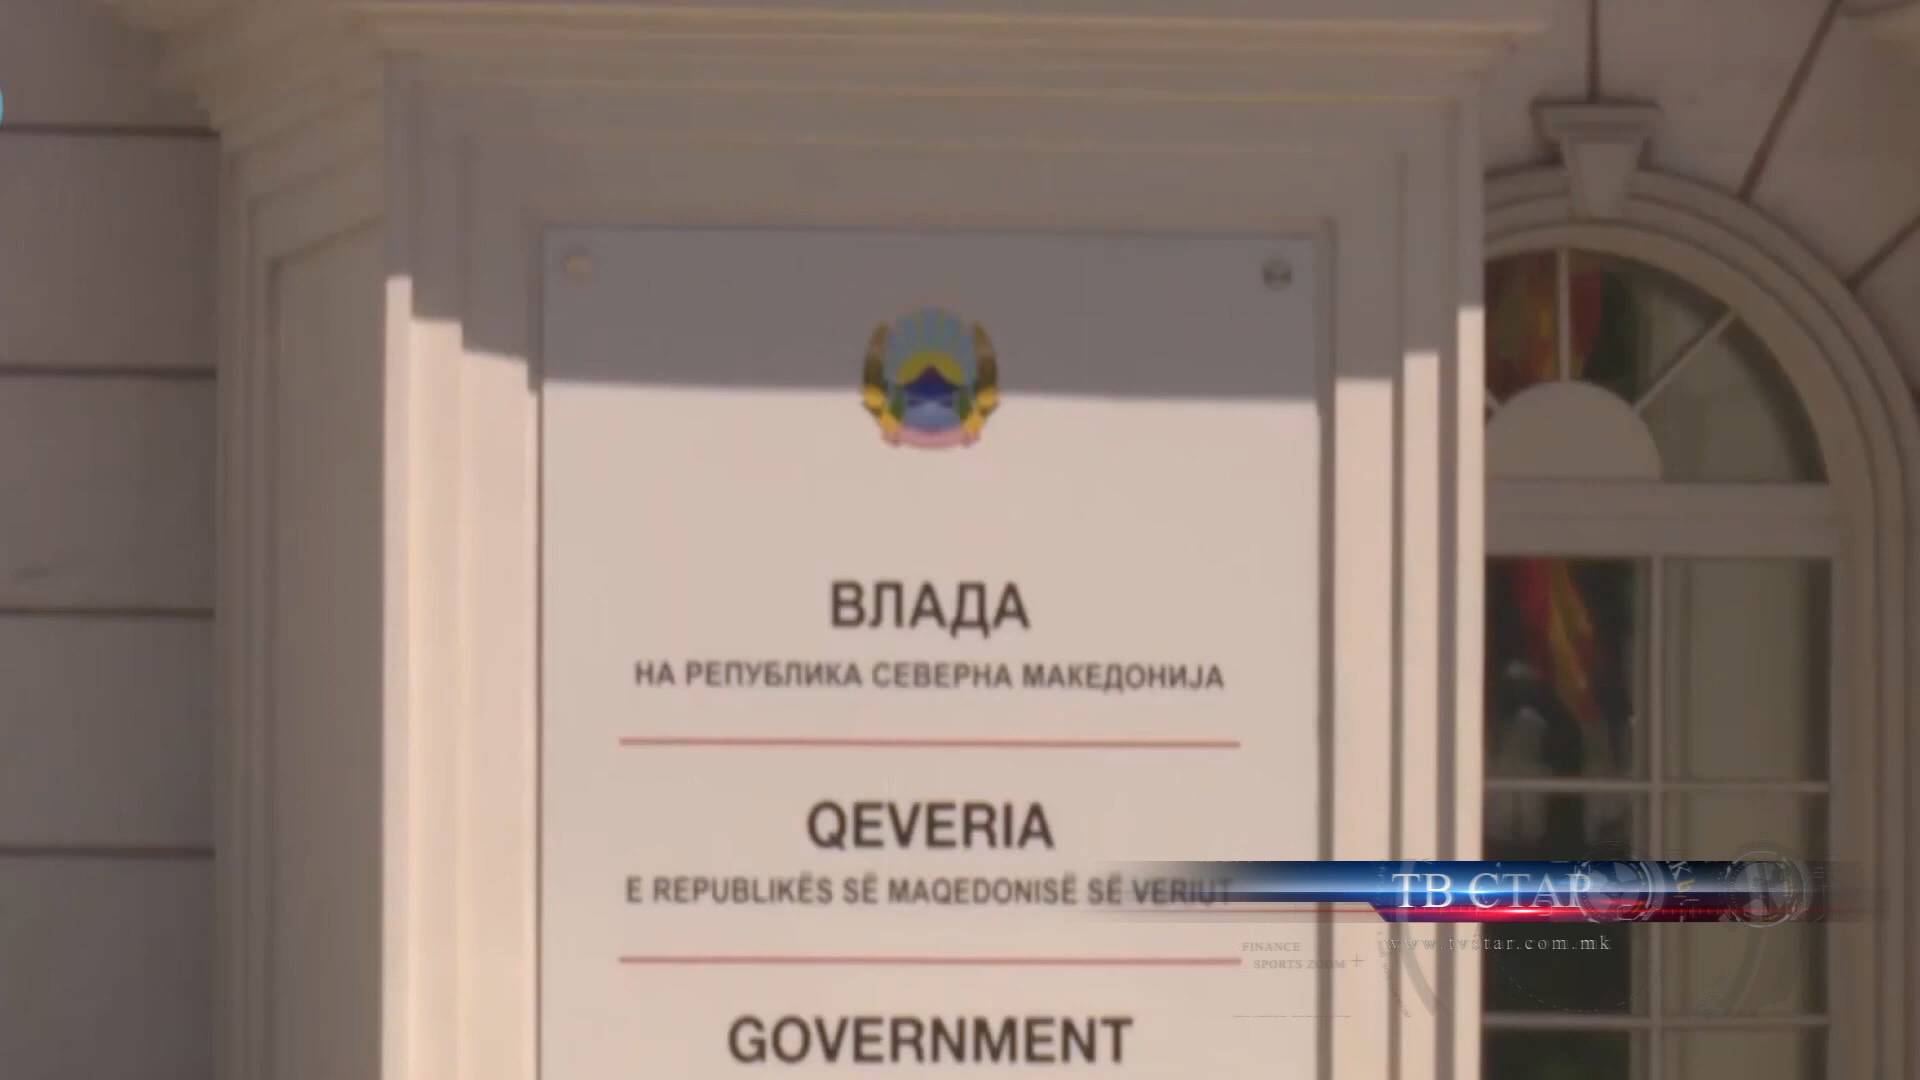 ВЛАДА
НА РЕПУБЛИКА СЕВЕРНА МАКЕДОНИЈА
QEVERIA
E REPUBLIKËS SË MAQEDONISË SË VERIUT
GOVERNMENT
ТВ СТАР
www.tvstar.com.mk
FINANCE
SPORTS ZOOM